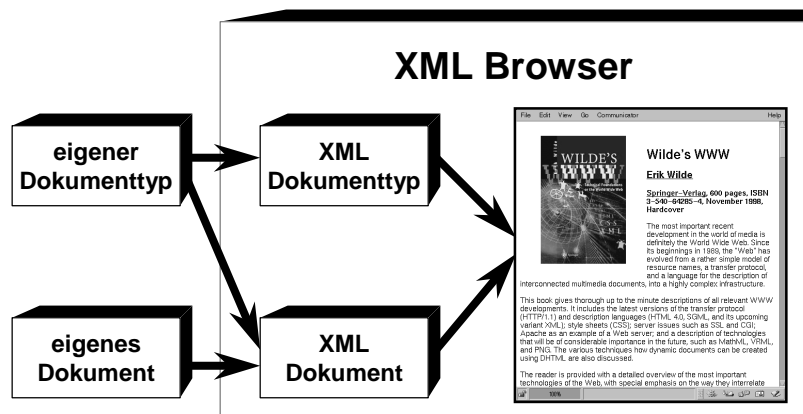 XML Browser
eigener
Dokumenttyp
XML
Dokumenttyp
eigenes
Dokument
XML
Dokument
File Edit View Go Communicator Help
WILDE'S
WWW
Technical Foundations
of the World Wide Web
Wilde's WWW
Erik Wilde
Springer-Verlag, 600 pages, ISBN
3-540-64285-4, November 1998,
Hardcover
The most important recent
development in the world of media is
definitely the World Wide Web. Since
its beginnings in 1989, the "Web" has
evolved from a rather simple model of
resource names, a transfer protocol,
and a language for the description of
interconnected multimedia documents, into a highly complex infrastructure.
This book gives thorough up to the minute descriptions of all relevant WWW
developments. It includes the latest versions of the transfer protocol
(HTTP/1.1) and description languages (HTML 4.0, SGML, and its upcoming
variant XML); style sheets (CSS); server issues such as SSL and CGI;
Apache as an example of a Web server; and a description of technologies
that will be of considerable importance in the future, such as MathML, VRML,
and PNG. The various techniques how dynamic documents can be created
using DHTML are also discussed.
The reader is provided with a detailed overview of the most important
technologies of the Web, with special emphasis on the way they interrelate
100%